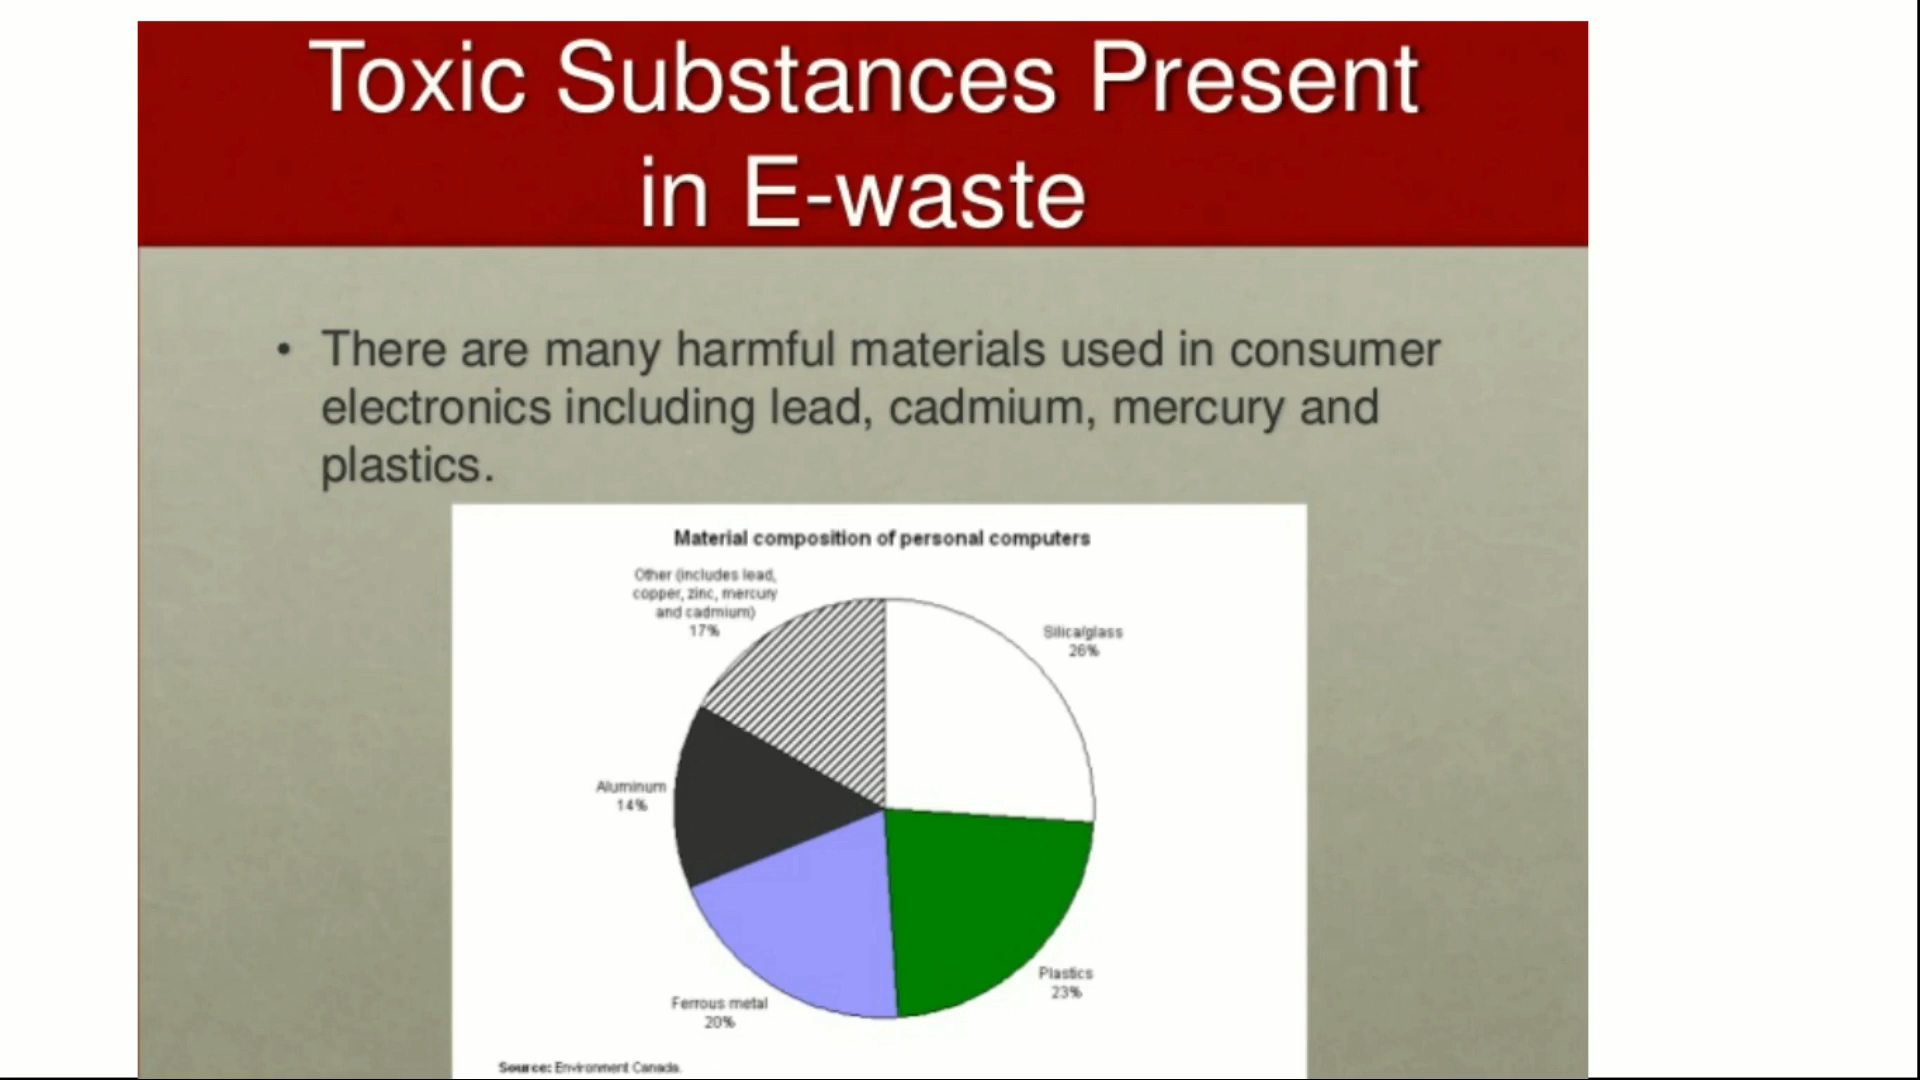 Toxic Substances Present
in E-waste
• There are many harmful materials used in consumer
electronics including lead, cadmium, mercury and
plastics.
Material composition of personal computers
Other (includes lead,
copper, zinc, mercury
and cadmium)
17%
Silica/glass
26%
Aluminum
14%
Plastics
23%
Ferrous metal
20%
Source: Environment Canada.